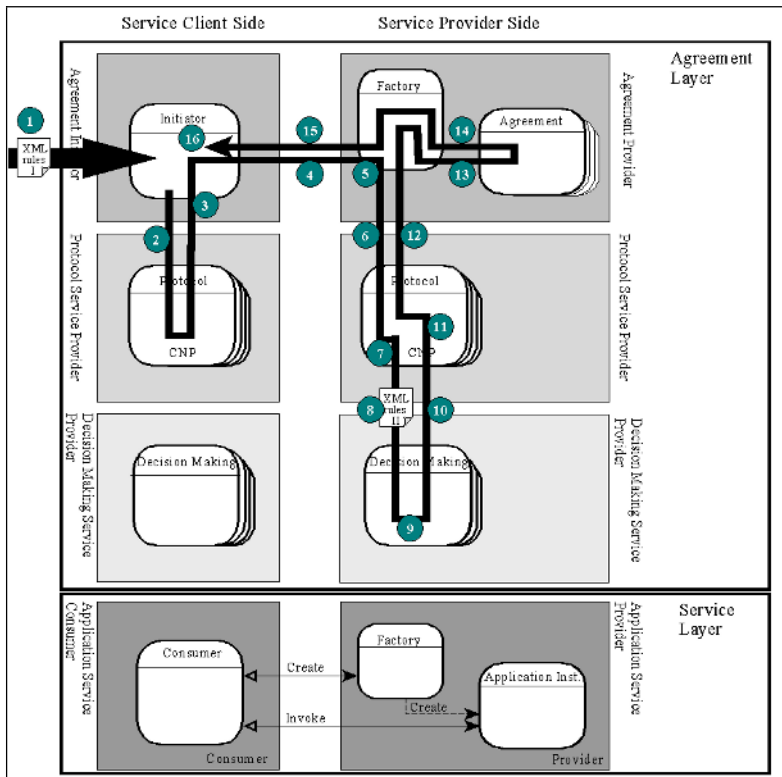 Service Client Side
Service Provider Side
Agreement
Layer
Agreement Initiator
1
XML
rules
I
Initiator
16
15
4
3
2
Factory
5
14
13
Agreement
Agreement Provider
6
12
Protocol Service
Provider
Protocol
CNP
Protocol
7
CNP
11
Protocol Service
Provider
8
XML
rules
II
10
Decision Making Service
Provider
Decision Making
Decision Making
9
Decision Making Service
Provider
Service
Layer
Application Service
Consumer
Consumer
Create
Invoke
Consumer
Factory
Create
Application Inst.
Provider
Application Service
Provider